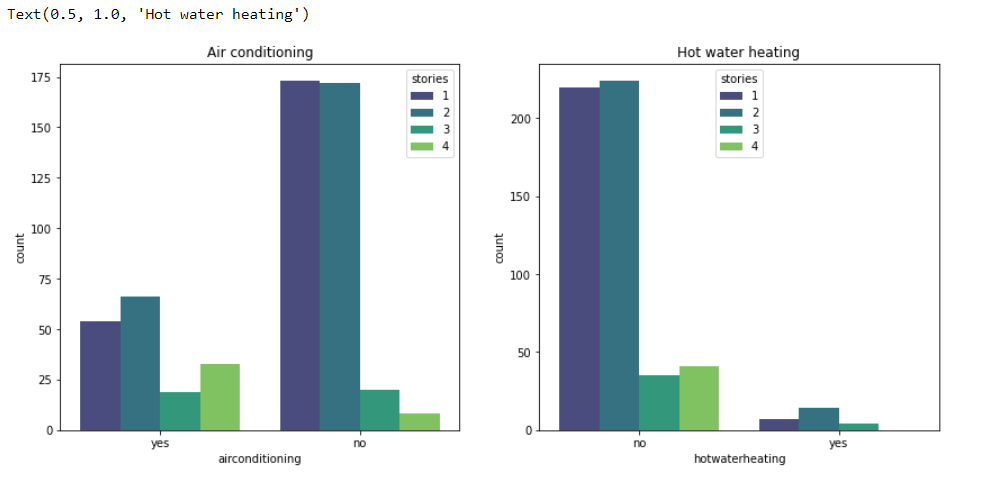 Text(0.5, 1.0, 'Hot water heating')
Air conditioning
stories
1
2
3
4
175
150
125
100
75
50
25
0
count
yes no
airconditioning
Hot water heating
stories
1
2
3
4
200
150
100
50
0
count
no yes
hotwaterheating